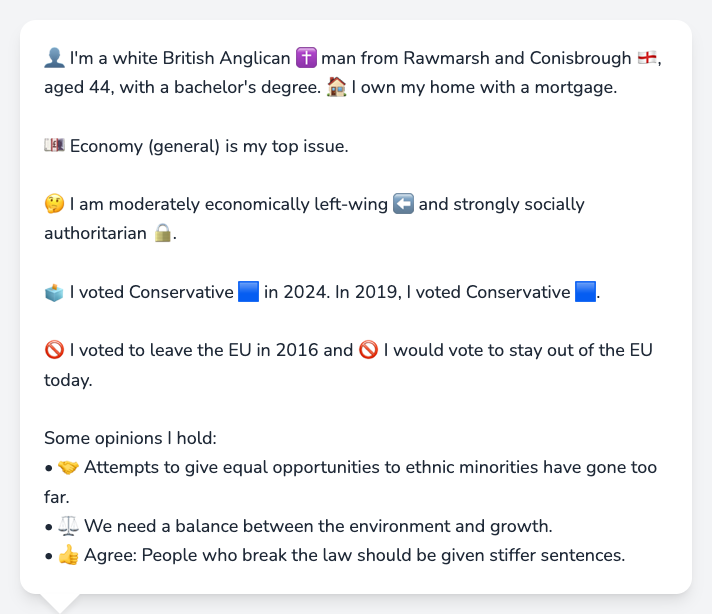 👤 I'm a white British Anglican ✝️ man from Rawmarsh and Conisbrough 🏴󠁧󠁢󠁥󠁮󠁧󠁿,
aged 44, with a bachelor's degree. 🏠 I own my home with a mortgage.
💷 Economy (general) is my top issue.
🤔 I am moderately economically left-wing ⬅️ and strongly socially
authoritarian 🔒.
🗳️ I voted Conservative 🟦 in 2024. In 2019, I voted Conservative 🟦.
🚫 I voted to leave the EU in 2016 and 🚫 I would vote to stay out of the EU
today.
Some opinions I hold:
• 🤝 Attempts to give equal opportunities to ethnic minorities have gone too
far.
• ⚖️ We need a balance between the environment and growth.
• 👍 Agree: People who break the law should be given stiffer sentences.